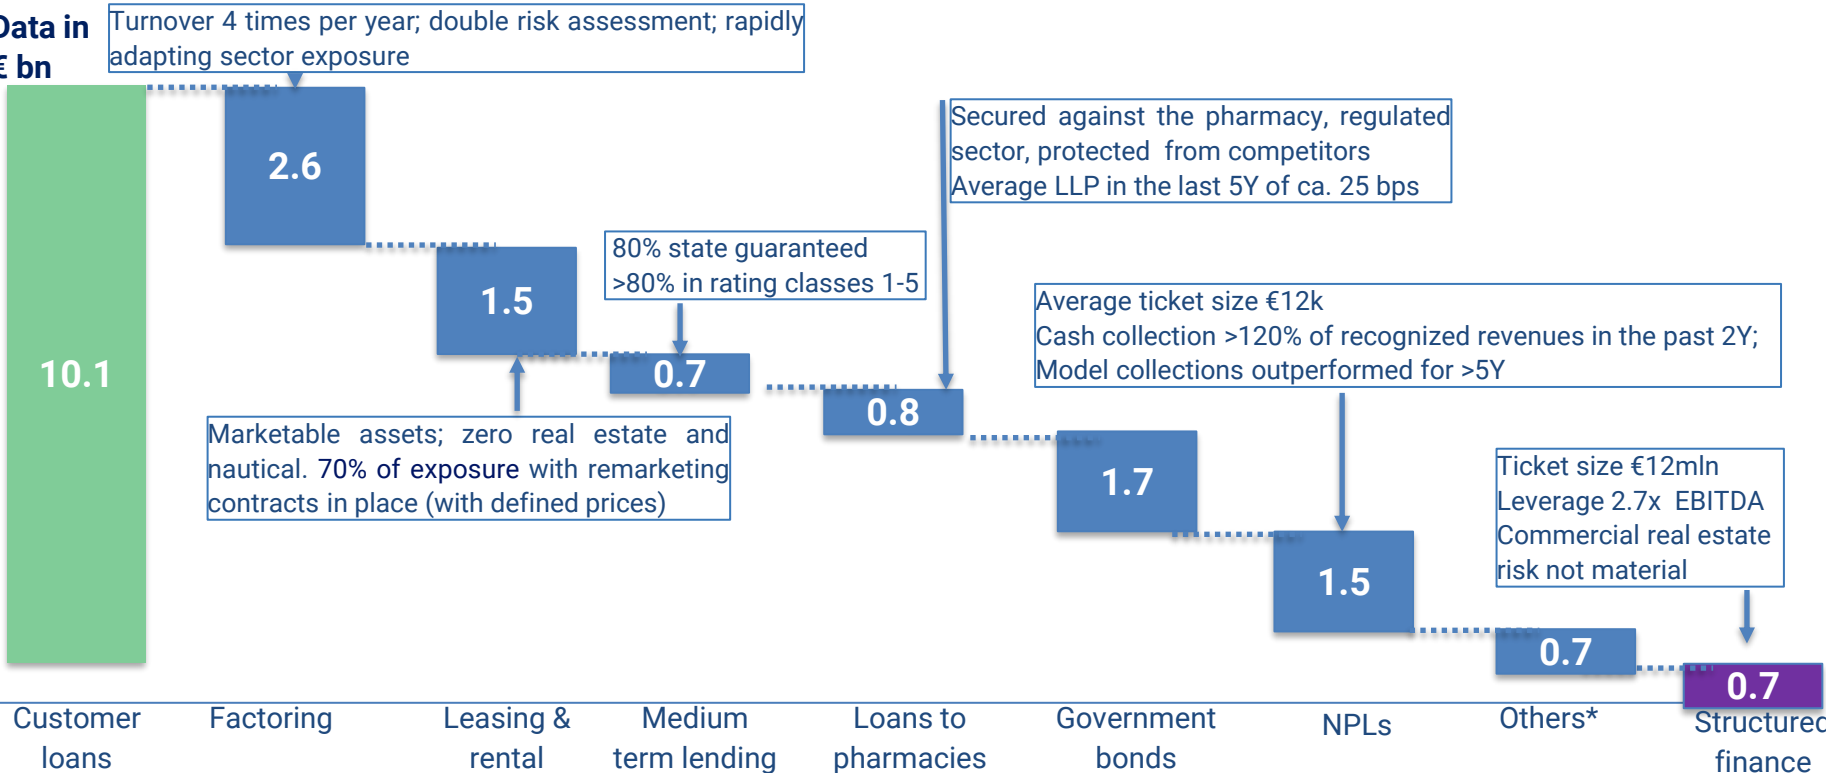 Data in
€ bn
Turnover 4 times per year; double risk assessment; rapidly
adapting sector exposure
2.6
Secured against the pharmacy, regulated
sector, protected from competitors
Average LLP in the last 5Y of ca. 25 bps
80% state guaranteed
>80% in rating classes 1-5
1.5
Average ticket size €12k
Cash collection >120% of recognized revenues in the past 2Y;
Model collections outperformed for >5Y
10.1
0.7
0.8
Marketable assets; zero real estate and
nautical. 70% of exposure with remarketing
contracts in place (with defined prices)
1.7
Ticket size €12mln
Leverage 2.7x EBITDA
Commercial real estate
risk not material
1.5
0.7
0.7
Customer
loans
Factoring
Leasing &
rental
Medium
term lending
Loans to
pharmacies
Government
bonds
NPLs
Others*
Structured
finance